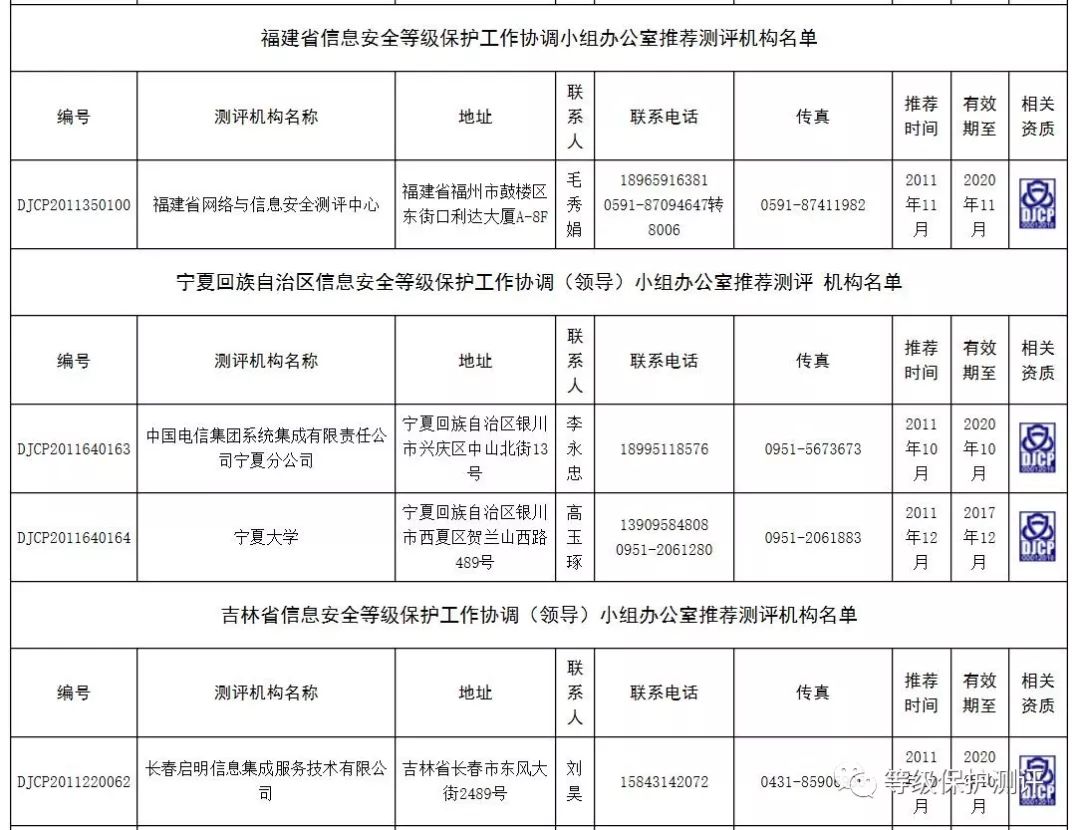 福建省信息安全等级保护工作协调小组办公室推荐测评机构名单
编号 测评机构名称 地址 联系人 联系电话 传真 推荐时间 有效期至 相关资质
DJCP2011350100 福建省网络与信息安全测评中心 福建省福州市鼓楼区东街口利达大厦A-8F 毛秀娟 18965916381 0591-87094647转8006 0591-87411982 2011年11月 2020年11月 DJCP
宁夏回族自治区信息安全等级保护工作协调（领导）小组办公室推荐测评 机构名单
编号 测评机构名称 地址 联系人 联系电话 传真 推荐时间 有效期至 相关资质
DJCP2011640163 中国电信集团系统集成有限责任公司宁夏分公司 宁夏回族自治区银川市兴庆区中山北街13号 李永忠 18995118576 0951-5673673 2011年10月 2020年10月 DJCP
DJCP2011640164 宁夏大学 宁夏回族自治区银川市西夏区贺兰山西路489号 高玉琢 13909584808 0951-2061280 0951-2061883 2011年12月 2017年12月 DJCP
吉林省信息安全等级保护工作协调（领导）小组办公室推荐测评机构名单
编号 测评机构名称 地址 联系人 联系电话 传真 推荐时间 有效期至 相关资质
DJCP2011220062 长春启明信息集成服务技术有限公司 吉林省长春市东风大街2489号 刘昊 15843142072 0431-8590 2011 月 2020 月 DJCP
等级保护测评